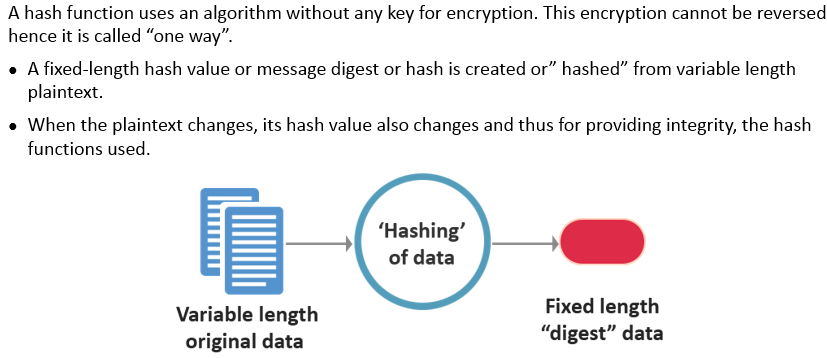 A hash function uses an algorithm without any key for encryption. This encryption cannot be reversed
hence it is called “one way”.
• A fixed-length hash value or message digest or hash is created or” hashed” from variable length
plaintext.
• When the plaintext changes, its hash value also changes and thus for providing integrity, the hash
functions used.
‘Hashing’
of data
Variable length
original data
Fixed length
“digest” data